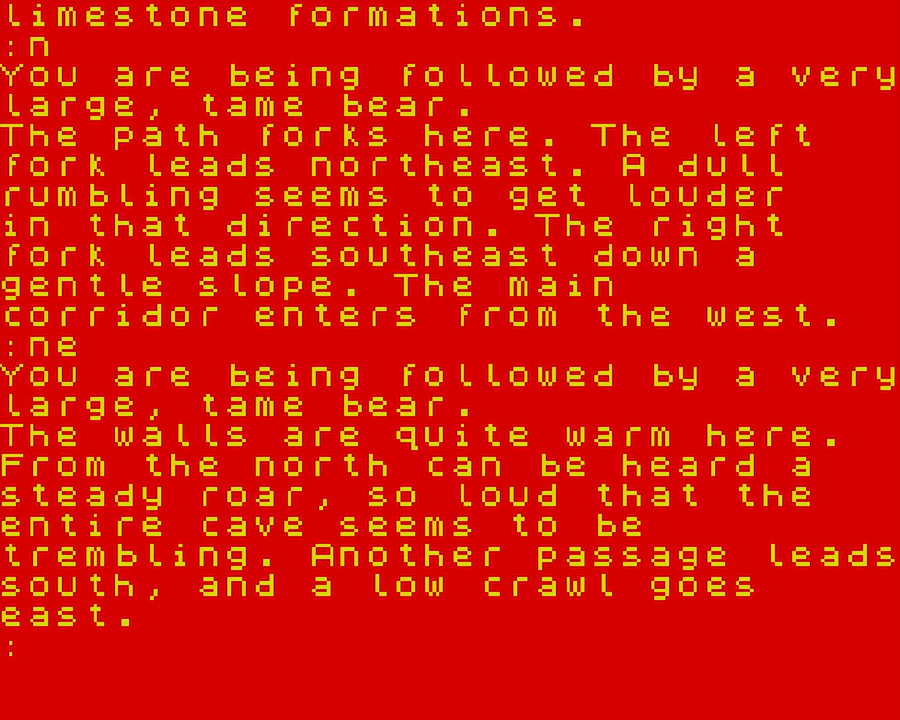 limestone formations.
:n
You are being followed by a very
large, tame bear.
The path forks here. The left
fork leads northeast. A dull
rumbling seems to get louder
in that direction. The right
fork leads southeast down a
gentle slope. The main
corridor enters from the west.
:ne
You are being followed by a very
large, tame bear.
The walls are quite warm here.
From the north can be heard a
steady roar, so loud that the
entire cave seems to be
trembling. Another passage leads
south, and a low crawl goes
east.
: